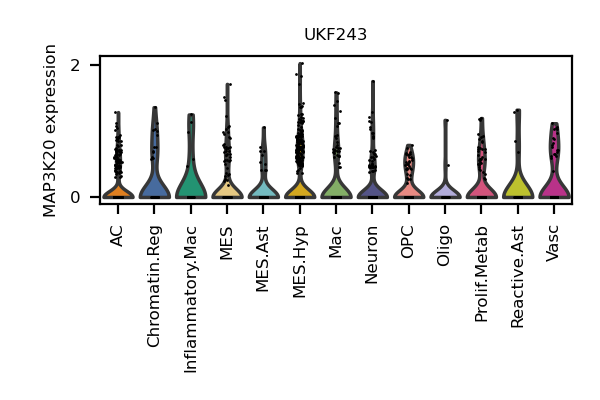 UKF243
MAP3K20 expression
2
0
AC
Chromatin.Reg
Inflammatory.Mac
MES
MES.Ast
MES.Hyp
Mac
Neuron
OPC
Oligo
Prolif.Metab
Reactive.Ast
Vasc